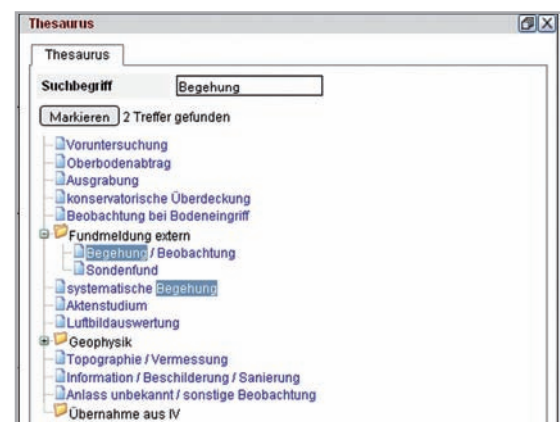 Thesaurus
Thesaurus
Suchbegriff Begehung
Markieren 2 Treffer gefunden
Voruntersuchung
Oberbodenabtrag
Ausgrabung
konservatorische Überdeckung
Beobachtung bei Bodeneingriff
Fundmeldung extern
Begehung / Beobachtung
Sondenfund
systematische Begehung
Aktenstudium
Luftbildauswertung
Geophysik
Topographie / Vermessung
Information / Beschilderung / Sanierung
Anlass unbekannt / sonstige Beobachtung
Übernahme aus IV